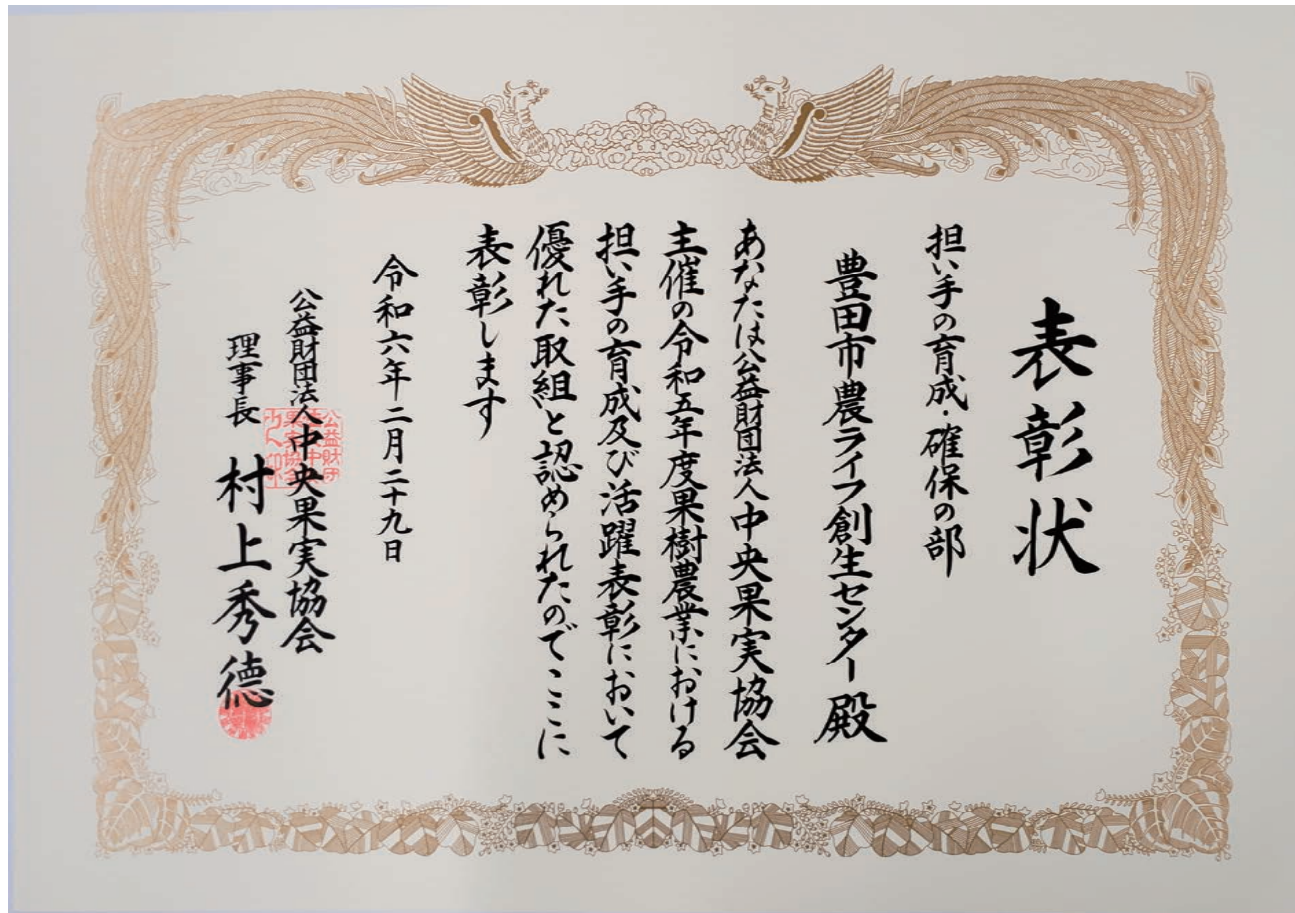 表彰状
担い手の育成・確保の部
豊田市農ライフ創生センター 殿
あなたは公益財団法人中央果実協会
主催の令和五年度果樹農業における
担い手の育成及び活躍表彰において
優れた取組と認められたのでここに
表彰します
令和六年二月二十九日
公益財団法人中央果実協会
理事長 村上秀徳